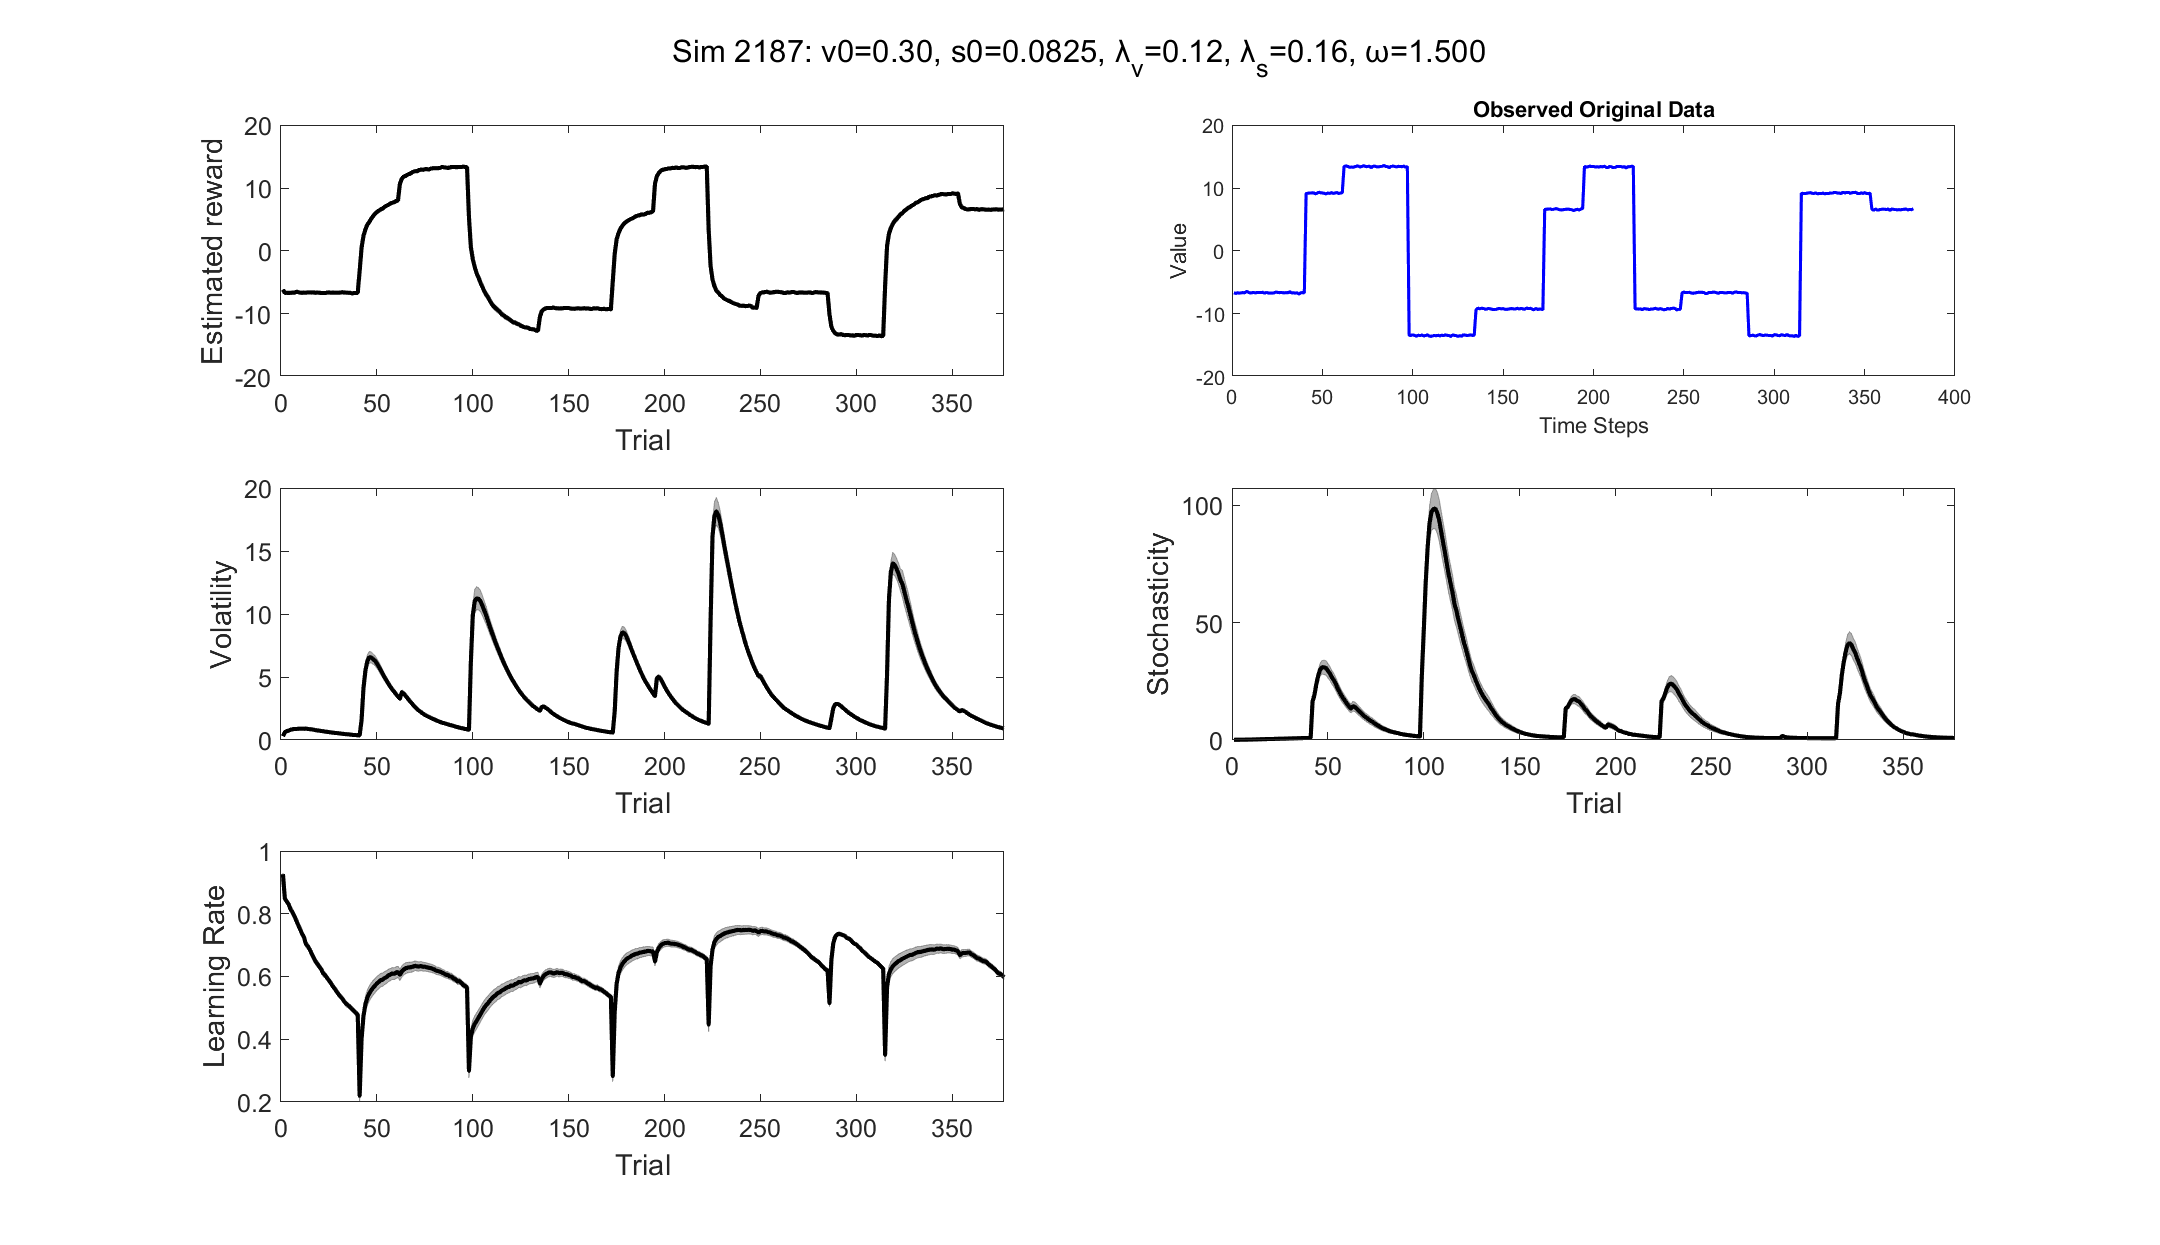 Sim 2187: v0=0.30, s0=0.0825, λ_v=0.12, λ_s=0.16, ω=1.500
20
10
0
-10
-20
Estimated reward
0 50 100 150 200 250 300 350
Trial
Observed Original Data
20
10
0
-10
-20
Value
0 50 100 150 200 250 300 350 400
Time Steps
20
15
10
5
0
Volatility
0 50 100 150 200 250 300 350
Trial
100
50
0
Stochasticity
0 50 100 150 200 250 300 350
Trial
1
0.8
0.6
0.4
0.2
Learning Rate
0 50 100 150 200 250 300 350
Trial